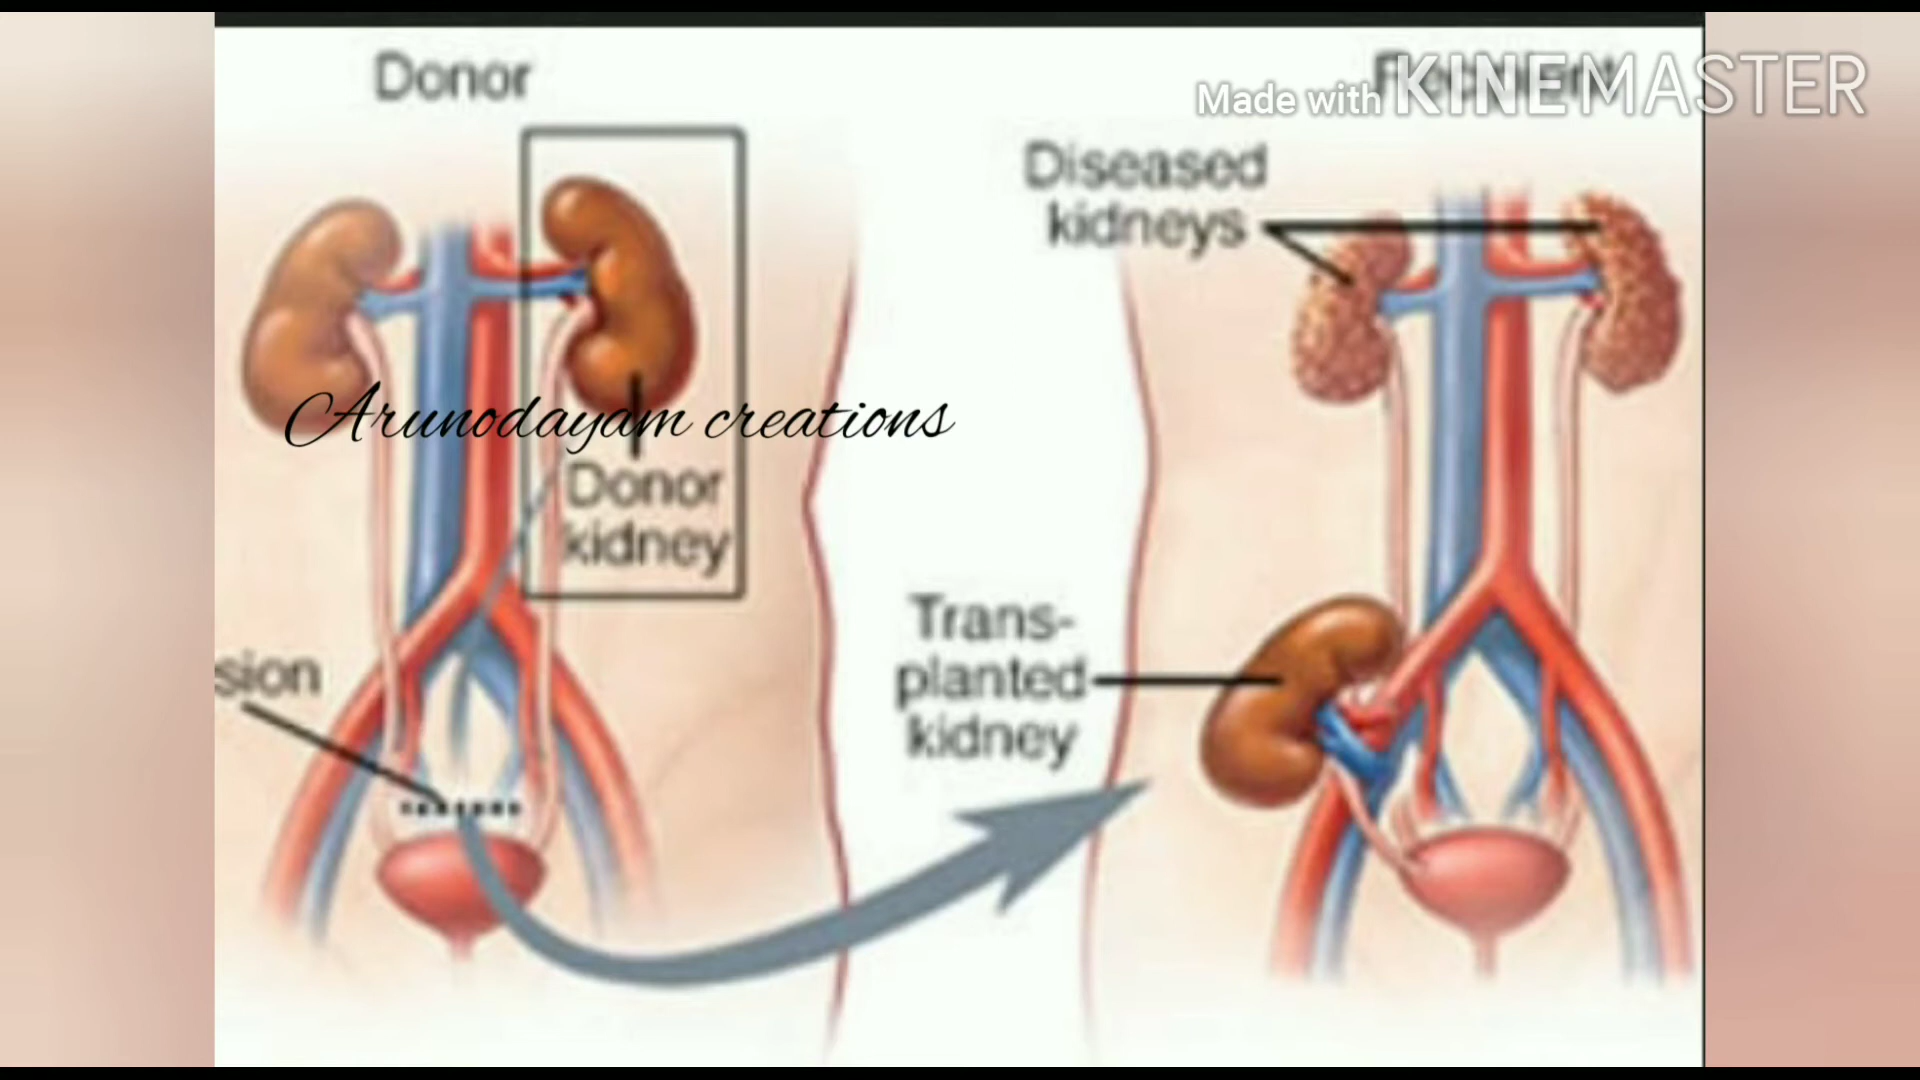 Donor
Made with KINEMASTER
Diseased
kidneys
Arunodayam creations
Donor
kidney
Trans-
planted
kidney
sion